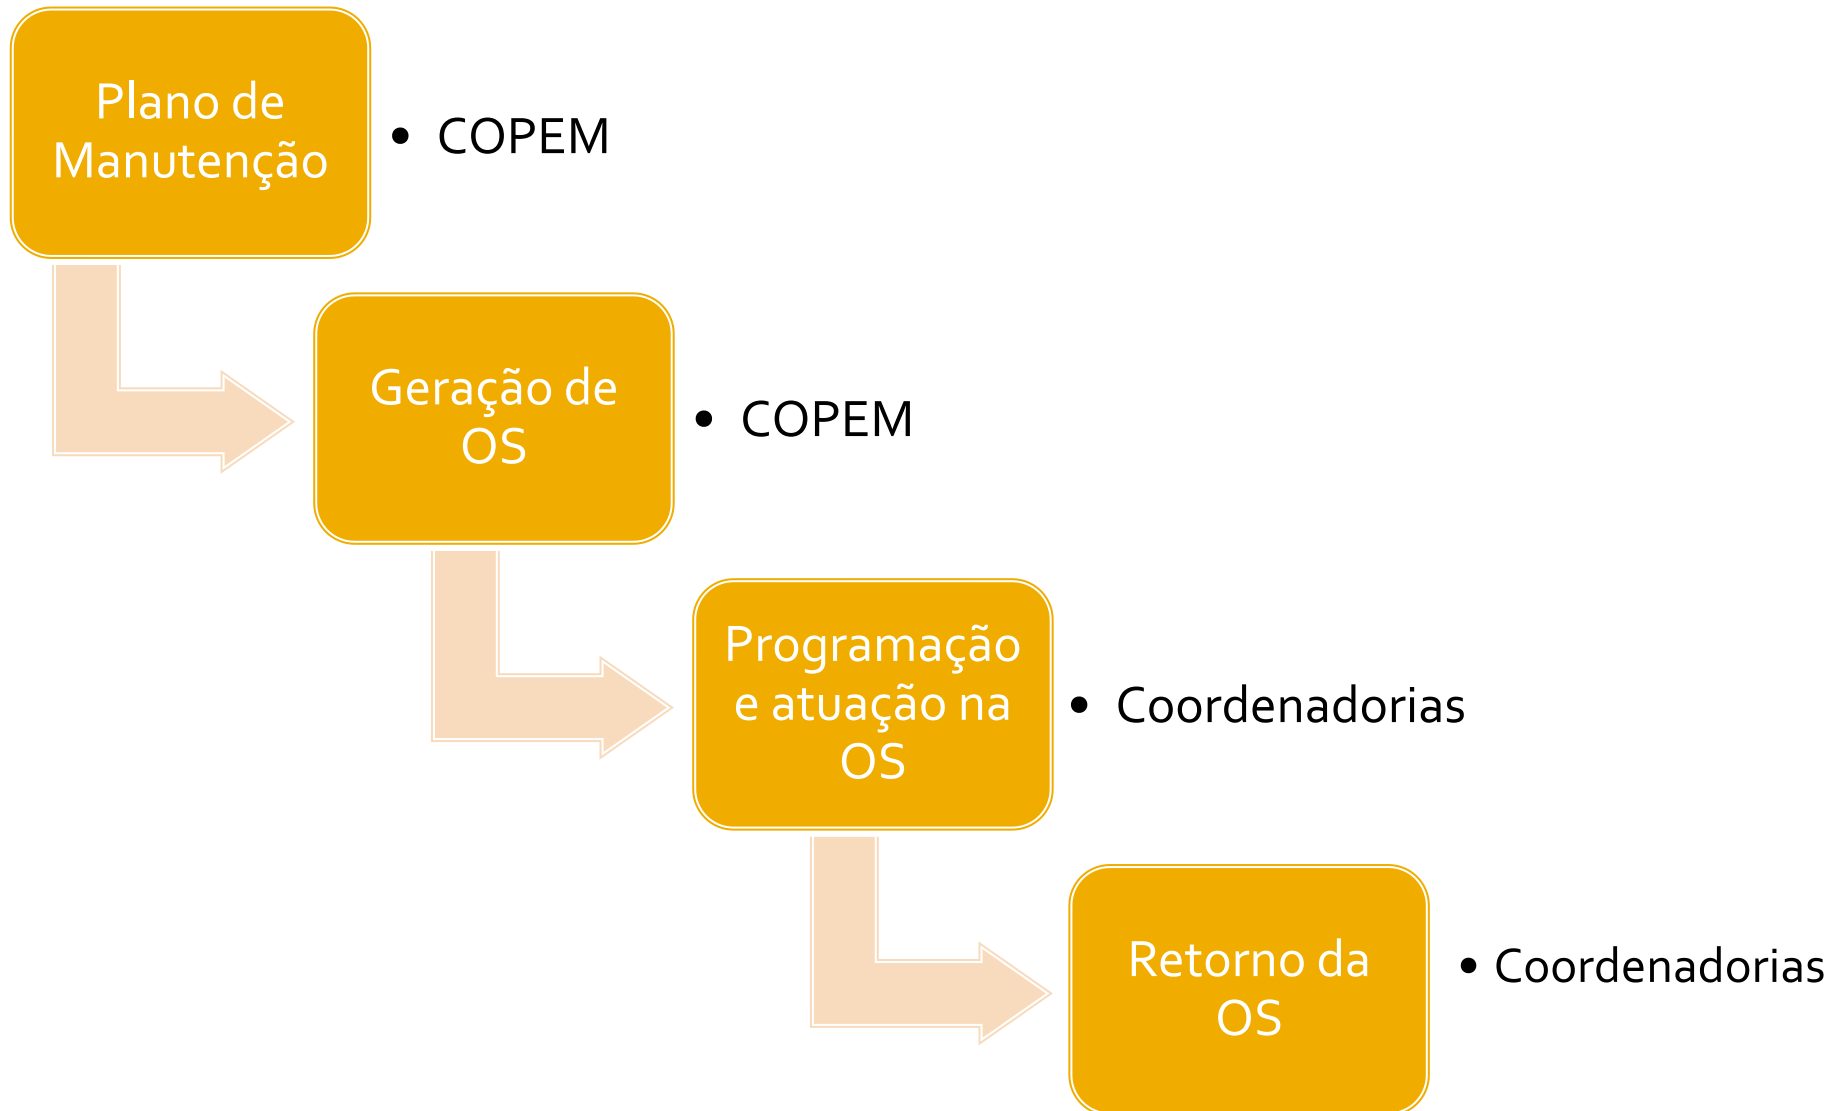 Plano de
Manutenção
• COPEM
Geração de
OS
• COPEM
Programação
e atuação na
OS
• Coordenadorias
Retorno da
OS
• Coordenadorias